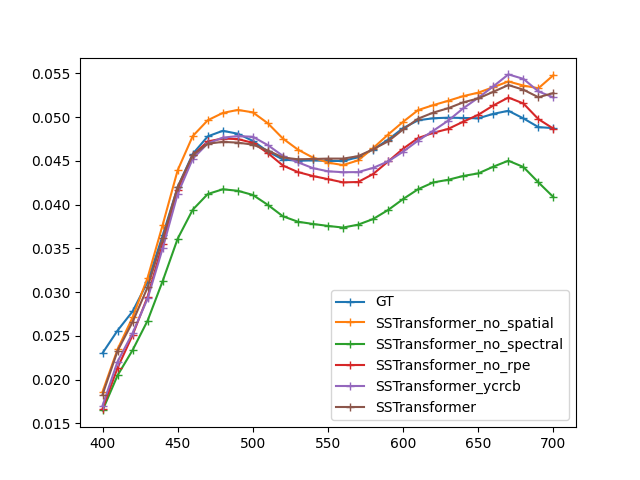 0.055
0.050
0.045
0.040
0.035
0.030
0.025
0.020
0.015
400 450 500 550 600 650 700
GT
SSTransformer_no_spatial
SSTransformer_no_spectral
SSTransformer_no_rpe
SSTransformer_ycrcb
SSTransformer